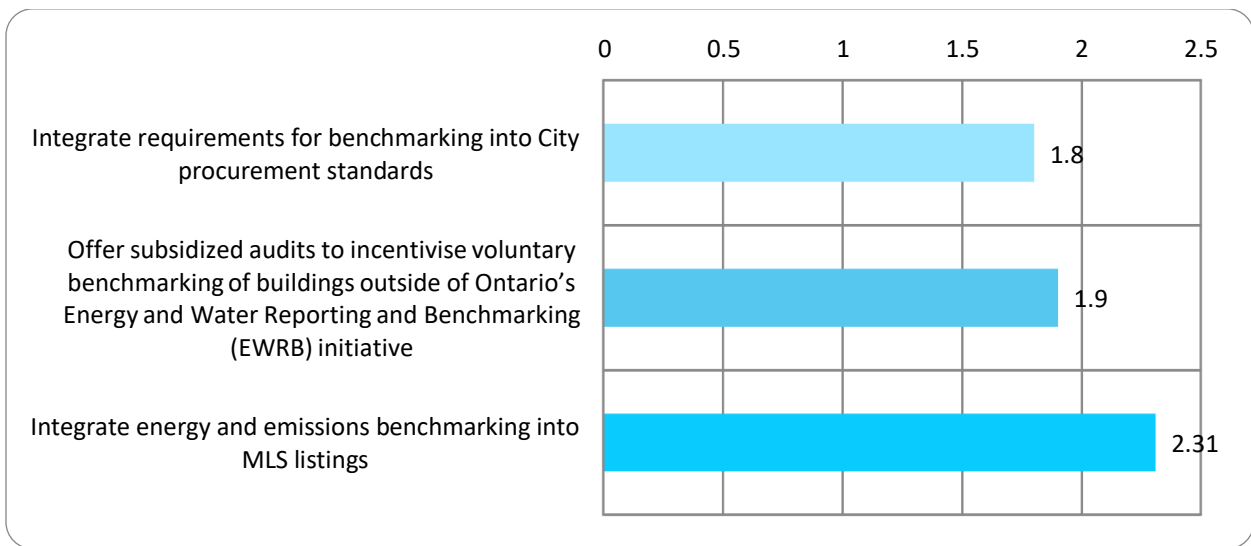 0 0.5 1 1.5 2 2.5
Integrate requirements for benchmarking into City
procurement standards
1.8
Offer subsidized audits to incentivise voluntary
benchmarking of buildings outside of Ontario’s
Energy and Water Reporting and Benchmarking
(EWRB) initiative
1.9
Integrate energy and emissions benchmarking into
MLS listings
2.31